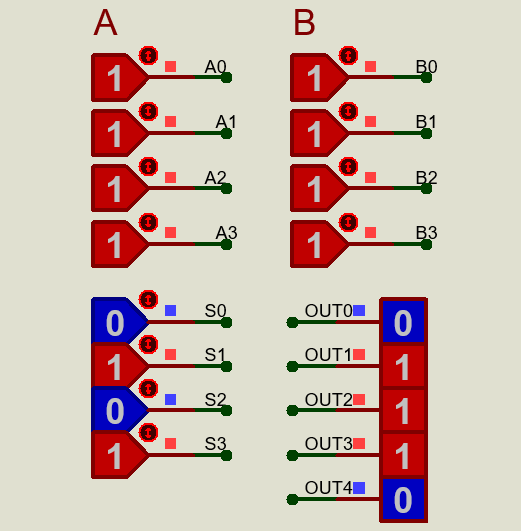 A B
1 A0 1 B0
1 A1 1 B1
1 A2 1 B2
1 A3 1 B3
0 S0 OUT0 0
1 S1 OUT1 1
0 S2 OUT2 1
1 S3 OUT3 1
OUT4 0